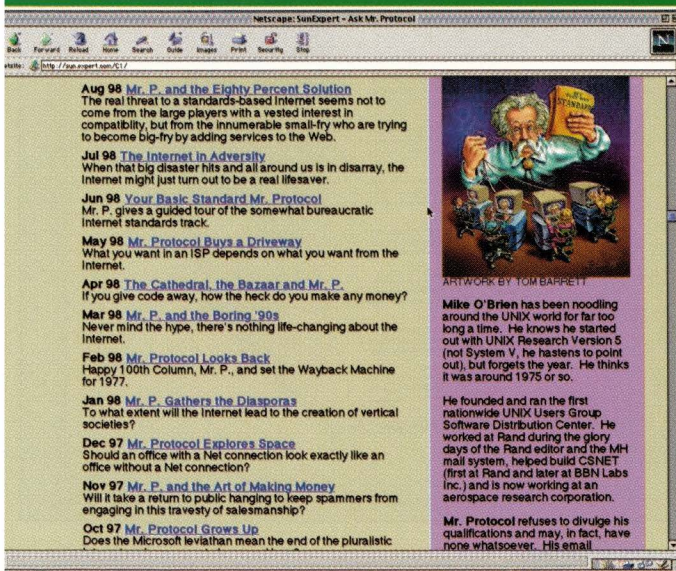 Netscape: SunExpert - Ask Mr. Protocol
Back Forward Reload Home Search Guide Images Print Security Stop
N
http://sun.expert.com/C1/
Aug 98 Mr. P. and the Eighty Percent Solution
The real threat to a standards-based Internet seems not to
come from the large players with a vested interest in
compatiblity, but from the innumerable small-fry who are trying
to become big-fry by adding services to the Web.
Jul 98 The Internet in Adversity
When that big disaster hits and all around us is in disarray, the
Internet might just turn out to be a real lifesaver.
Jun 98 Your Basic Standard Mr. Protocol
Mr. P. gives a guided tour of the somewhat bureaucratic
Internet standards track.
May 98 Mr. Protocol Buys a Driveway
What you want in an ISP depends on what you want from the
Internet.
Apr 98 The Cathedral, the Bazaar and Mr. P.
If you give code away, how the heck do you make any money?
Mar 98 Mr. P. and the Boring '90s
Never mind the hype, there's nothing life-changing about the
Internet.
Feb 98 Mr. Protocol Looks Back
Happy 100th Column, Mr. P., and set the Wayback Machine
for 1977.
Jan 98 Mr. P. Gathers the Diasporas
To what extent will the Internet lead to the creation of vertical
societies?
Dec 97 Mr. Protocol Explores Space
Should an office with a Net connection look exactly like an
office without a Net connection?
Nov 97 Mr. P. and the Art of Making Money
Will it take a return to public hanging to keep spammers from
engaging in this travesty of salesmanship?
Oct 97 Mr. Protocol Grows Up
Does the Microsoft leviathan mean the end of the pluralistic
STANDARDS
ARTWORK BY TOM BARRETT
Mike O'Brien has been noodling
around the UNIX world for far too
long a time. He knows he started
out with UNIX Research Version 5
(not System V, he hastens to point
out), but forgets the year. He thinks
it was around 1975 or so.
He founded and ran the first
nationwide UNIX Users Group
Software Distribution Center. He
worked at Rand during the glory
days of the Rand editor and the MH
mail system, helped build CSNET
(first at Rand and later at BBN Labs
Inc.) and is now working at an
aerospace research corporation.
Mr. Protocol refuses to divulge his
qualifications and may, in fact, have
none whatsoever. His email